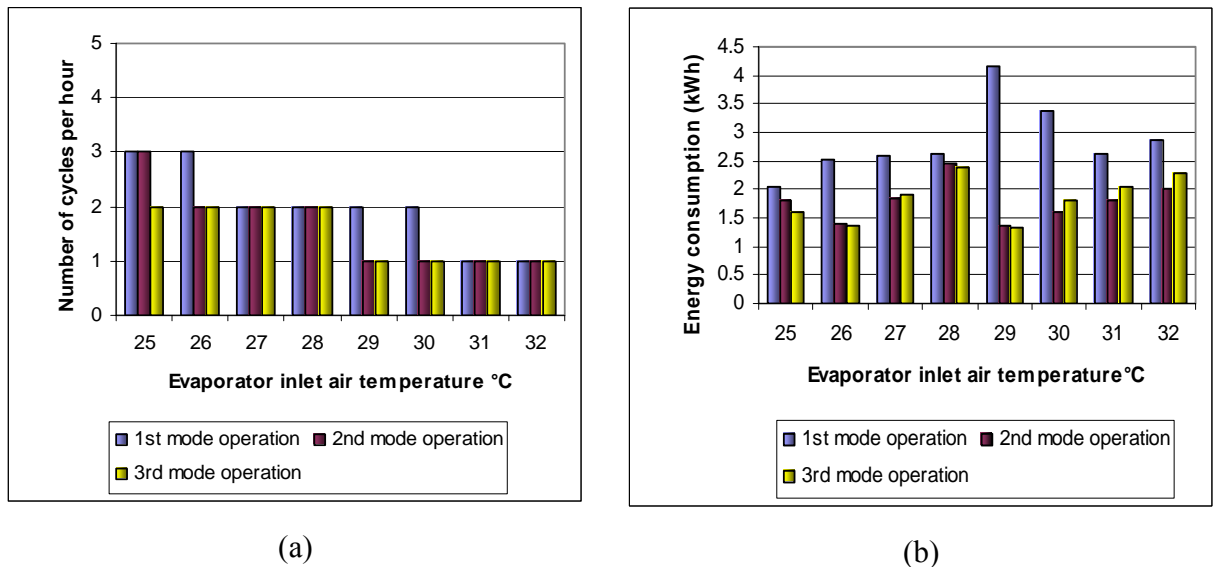 5
4
3
2
1
0
Number of cycles per hour
25 26 27 28 29 30 31 32
Evaporator inlet air temperature °C
1st mode operation 2nd mode operation
3rd mode operation
(a)
4.5
4
3.5
3
2.5
2
1.5
1
0.5
0
Energy consumption (kWh)
25 26 27 28 29 30 31 32
Evaporator inlet air temperature°C
1st mode operation 2nd mode operation
3rd mode operation
(b)